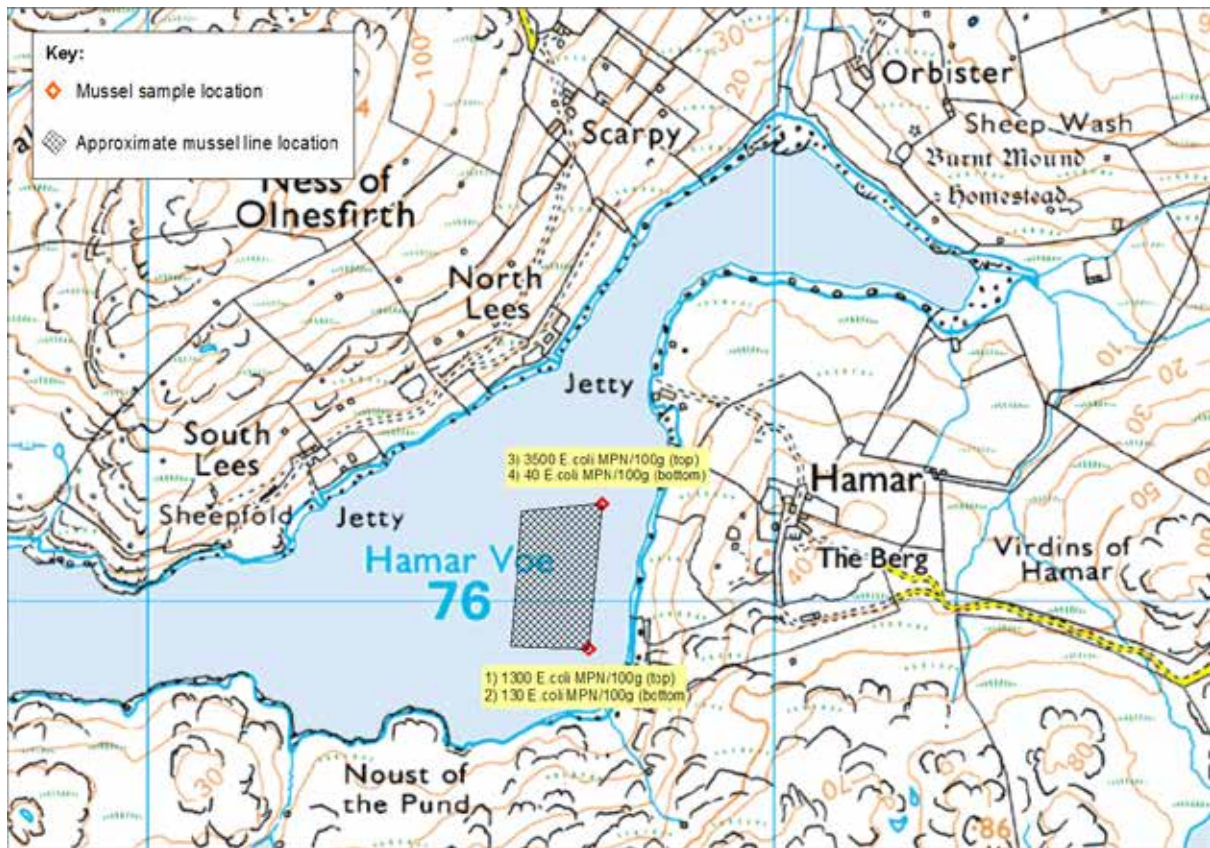 Key:
Mussel sample location
Approximate mussel line location
100
4
30
20
Orbister
Scarpy
Sheep Wash
Burnt Mound
Homestead
Ness of
Olnesfirth
North
Lees
10
20
30
Jetty
South
Lees
3) 3500 E.coli MPN/100g (top)
4) 40 E.coli MPN/100g (bottom)
Hamar
50
Sheepfold
Jetty
Hamar Voe
76
40
The Berg
Virdins of
Hamar
1) 1300 E.coli MPN/100g (top)
2) 130 E.coli MPN/100g (bottom)
30
Noust of
the Pund
70
80
86